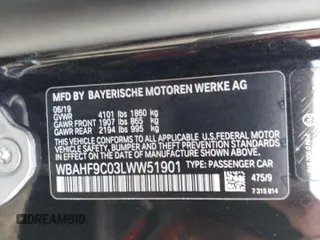 MFD BY BAYERISCHE MOTOREN WERKE AG
06/19
GVWR 4101 lbs 1860 kg
GAWR FRONT 1907 lbs 865 kg
GAWR REAR 2194 lbs 995 kg
THIS VEHICLE CONFORMS TO ALL APPLICABLE U.S. FEDERAL MOTOR
VEHICLE SAFETY, BUMPER, AND THEFT PREVENTION STANDARDS IN
EFFECT ON THE DATE OF MANUFACTURE SHOWN ABOVE.
WBAHF9C03LWW51901 TYPE: PASSENGER CAR
475/9
7 315 814
DREAMBID